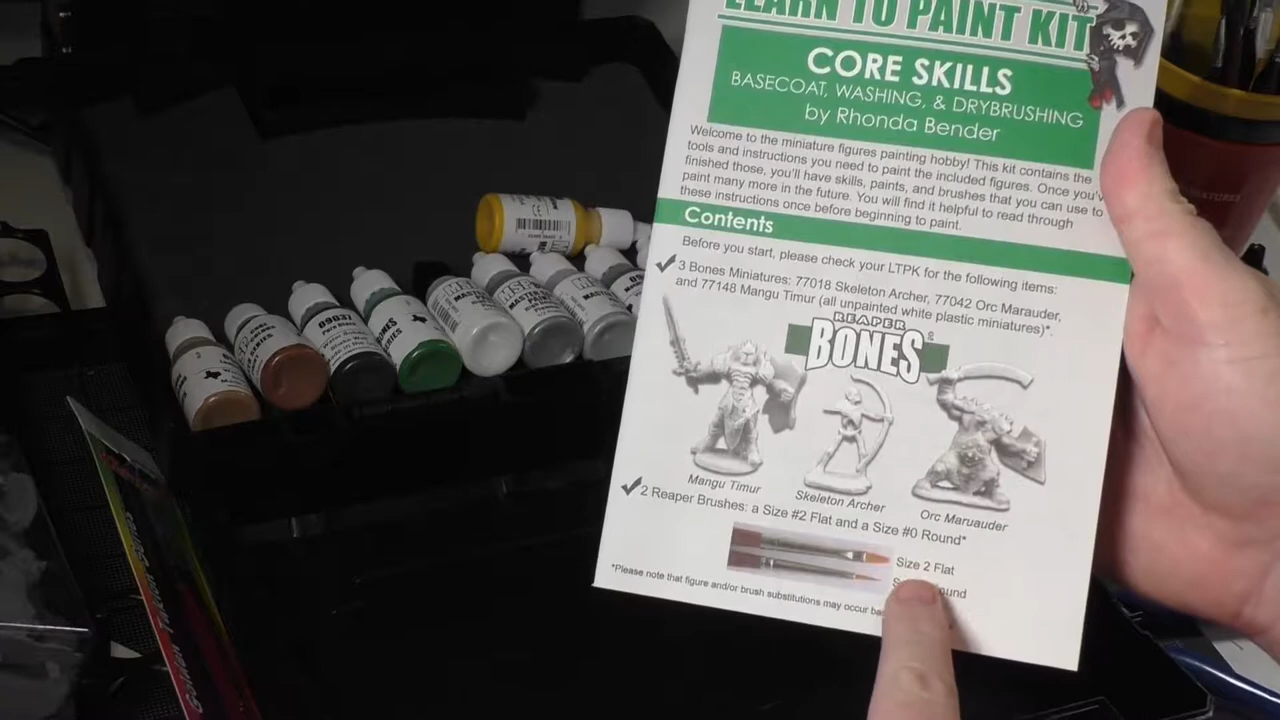 LEARN TO PAINT KIT
CORE SKILLS
BASECOAT, WASHING, & DRYBRUSHING
by Rhonda Bender
Welcome to the miniature figures painting hobby! This kit contains the
tools and instructions you need to paint the included figures. Once you'v
finished those, you'll have skills, paints, and brushes that you can use to
paint many more in the future. You will find it helpful to read through
these instructions once before beginning to paint.
Contents
Before you start, please check your LTPK for the following items:
3 Bones Miniatures: 77018 Skeleton Archer, 77042 Orc Marauder,
and 77148 Mangu Timur (all unpainted white plastic miniatures)*.
REAPER
BONES
Mangu Timur
Skeleton Archer
Orc Maruauder
2 Reaper Brushes: a Size #2 Flat and a Size #0 Round*
Size 2 Flat
*Please note that figure and/or brush substitutions may occur
09037
Pure Black
BONES
SERIES
MSP
MASTER